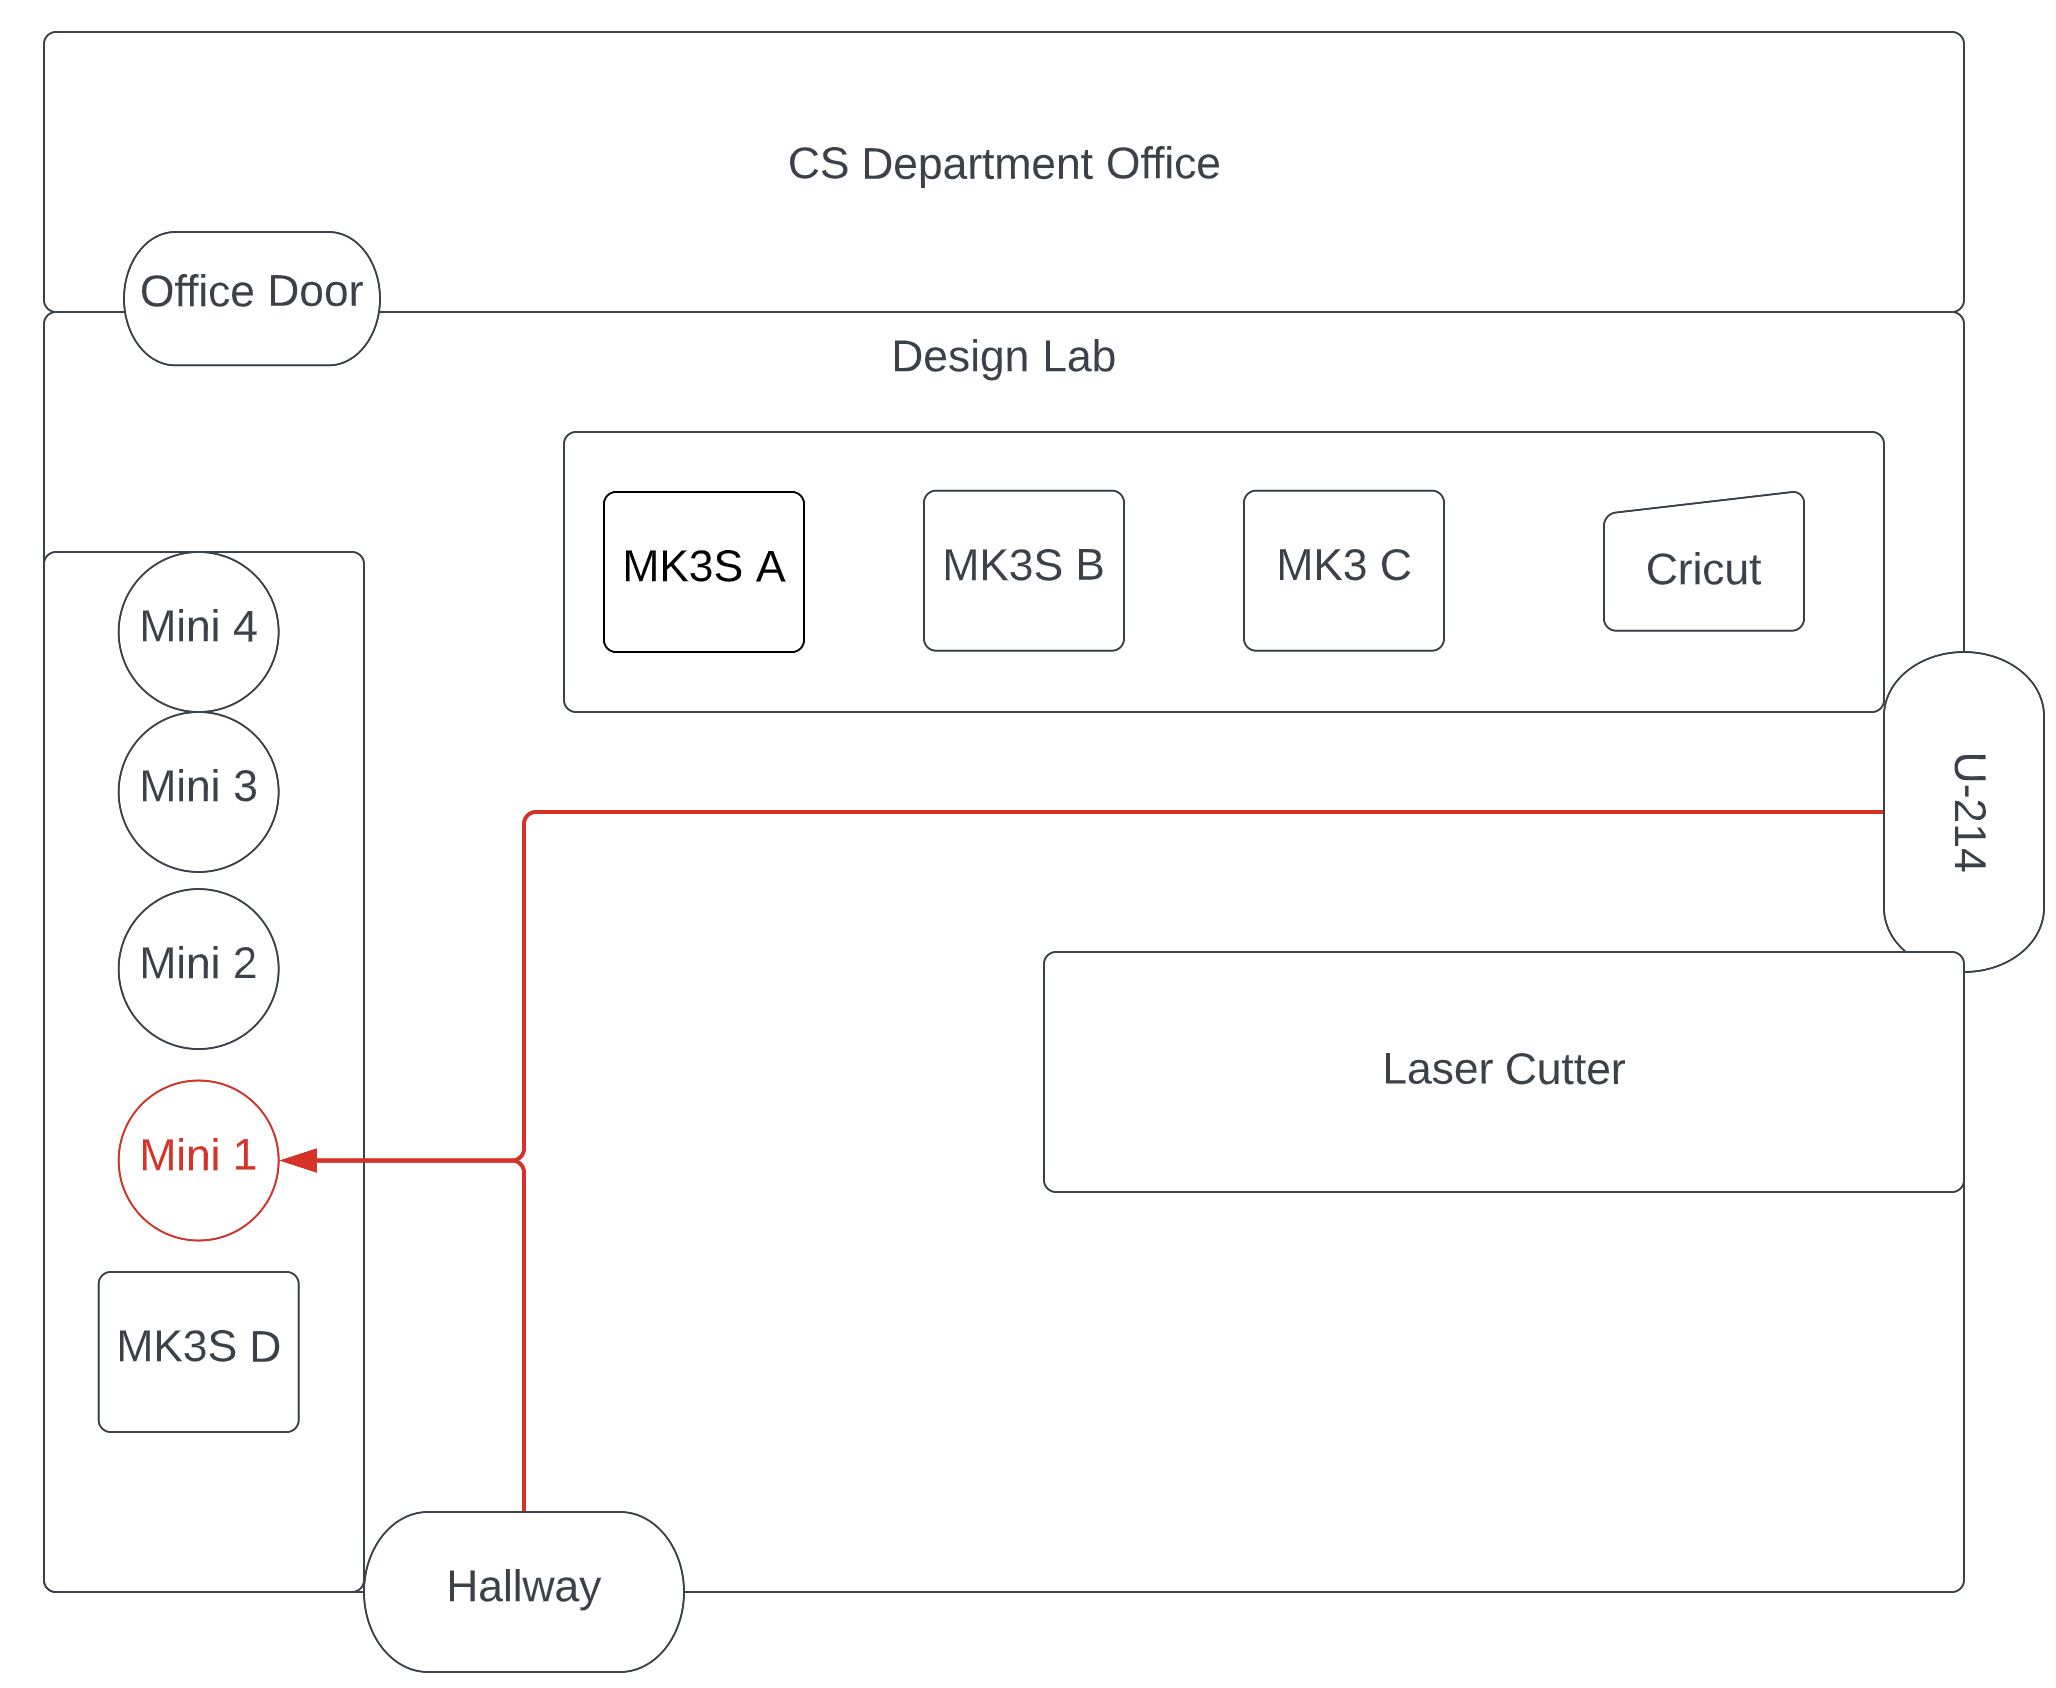 CS Department Office
Office Door
Design Lab
MK3S A
MK3S B
MK3 C
Cricut
Mini 4
Mini 3
U-214
Mini 2
Laser Cutter
Mini 1
MK3S D
Hallway